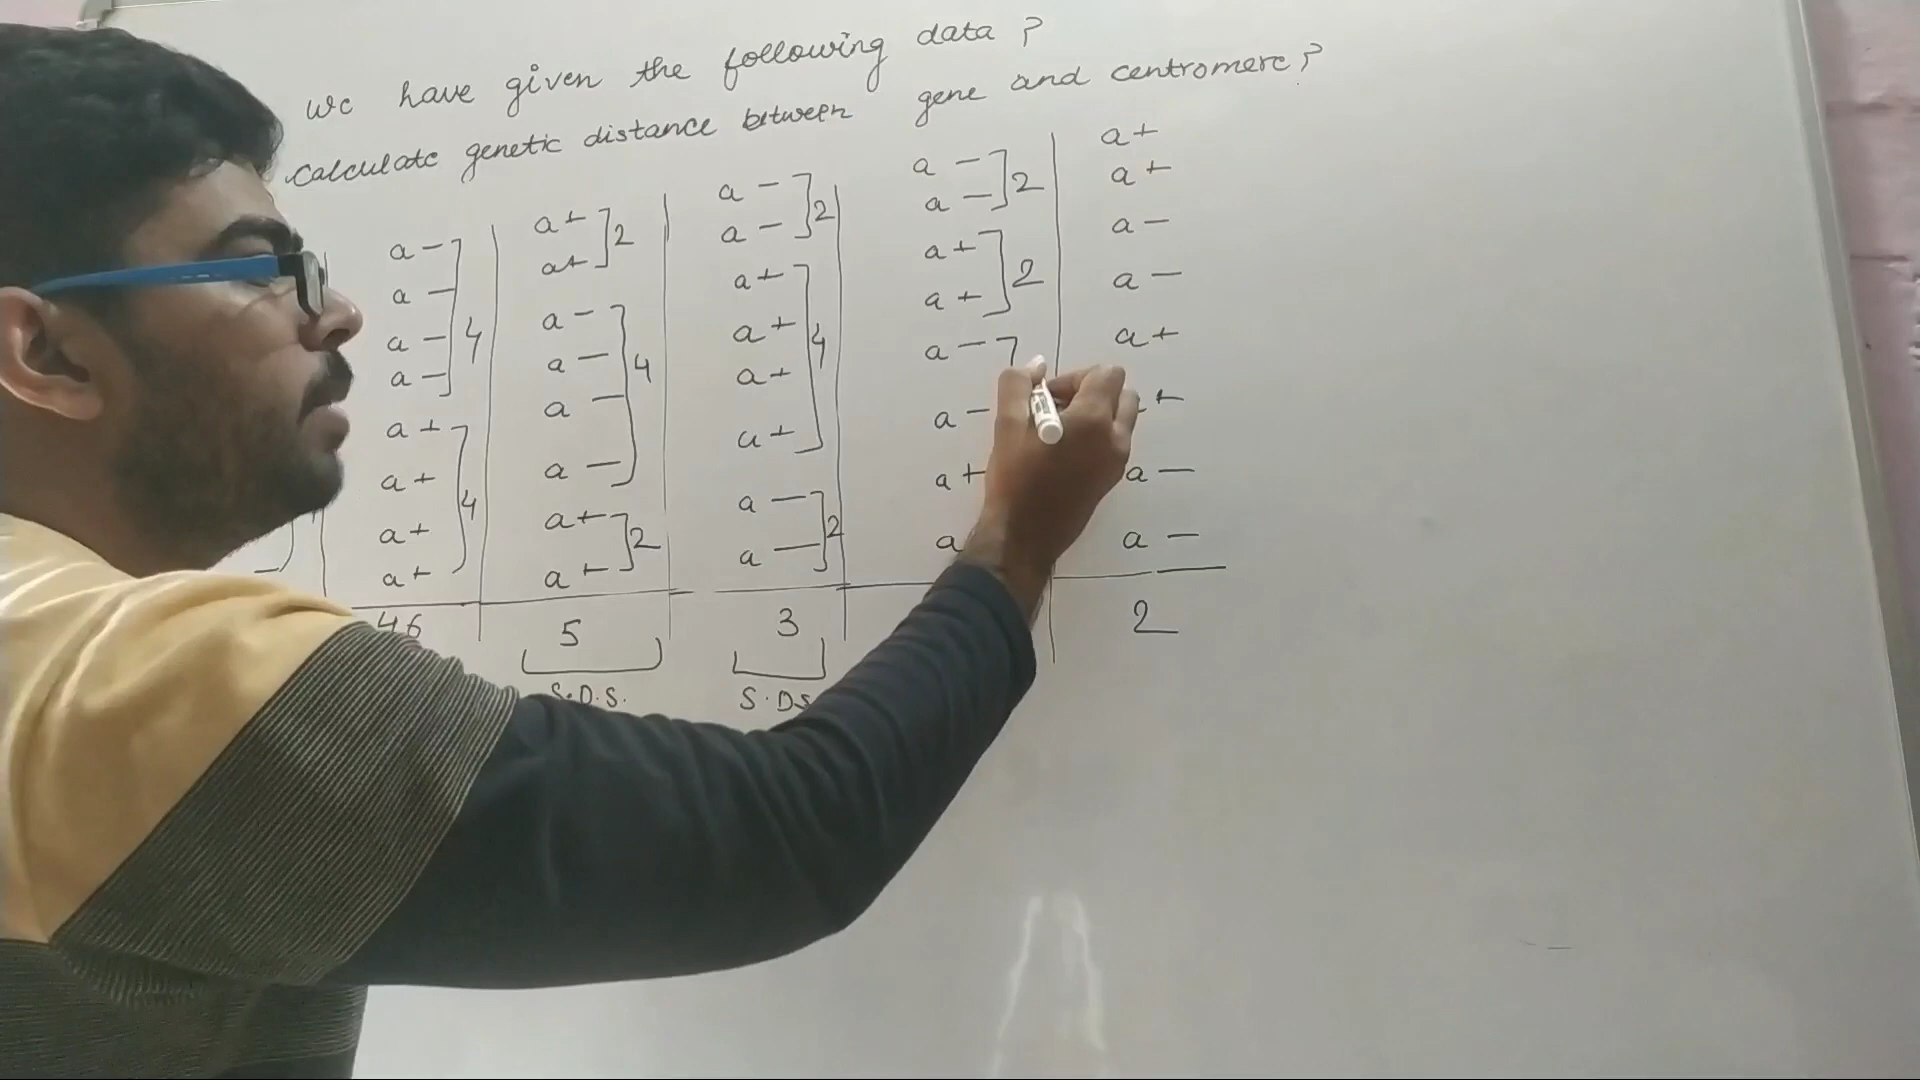 we have given the following data ?
calculate genetic distance between gene and centromere ?
a - a + a - a - a +
a - a + a - a - a +
a - a - a + a + a -
a - a - a + a + a -
a + a - a + a - a +
a + a - a + a - +
a + a + a - a + a -
a + a + a - a a -
4 2 2 2
4 4 2
4 2 2
46 5 3 2
S.D.S. S.DS